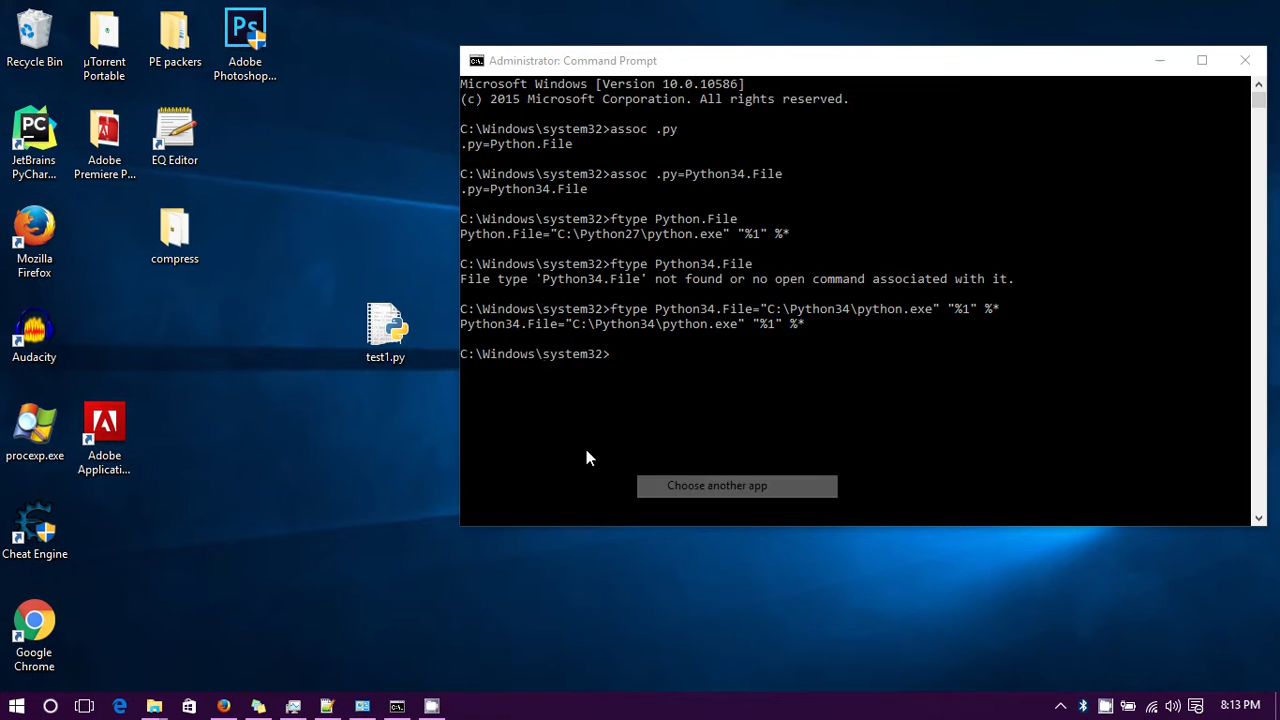 Recycle Bin
µTorrent
Portable
PE packers
Ps
Adobe
Photoshop...
PC
JetBrains
PyChar...
Adobe
Premiere P...
EQ Editor
Mozilla
Firefox
compress
Audacity
test1.py
procexp.exe
Adobe
Applicati...
Cheat Engine
Google
Chrome
Administrator: Command Prompt
Microsoft Windows [Version 10.0.10586]
(c) 2015 Microsoft Corporation. All rights reserved.
C:\Windows\system32>assoc .py
.py=Python.File
C:\Windows\system32>assoc .py=Python34.File
.py=Python34.File
C:\Windows\system32>ftype Python.File
Python.File="C:\Python27\python.exe" "%1" %*
C:\Windows\system32>ftype Python34.File
File type 'Python34.File' not found or no open command associated with it.
C:\Windows\system32>ftype Python34.File="C:\Python34\python.exe" "%1" %*
Python34.File="C:\Python34\python.exe" "%1" %*
C:\Windows\system32>
Choose another app
8:13 PM